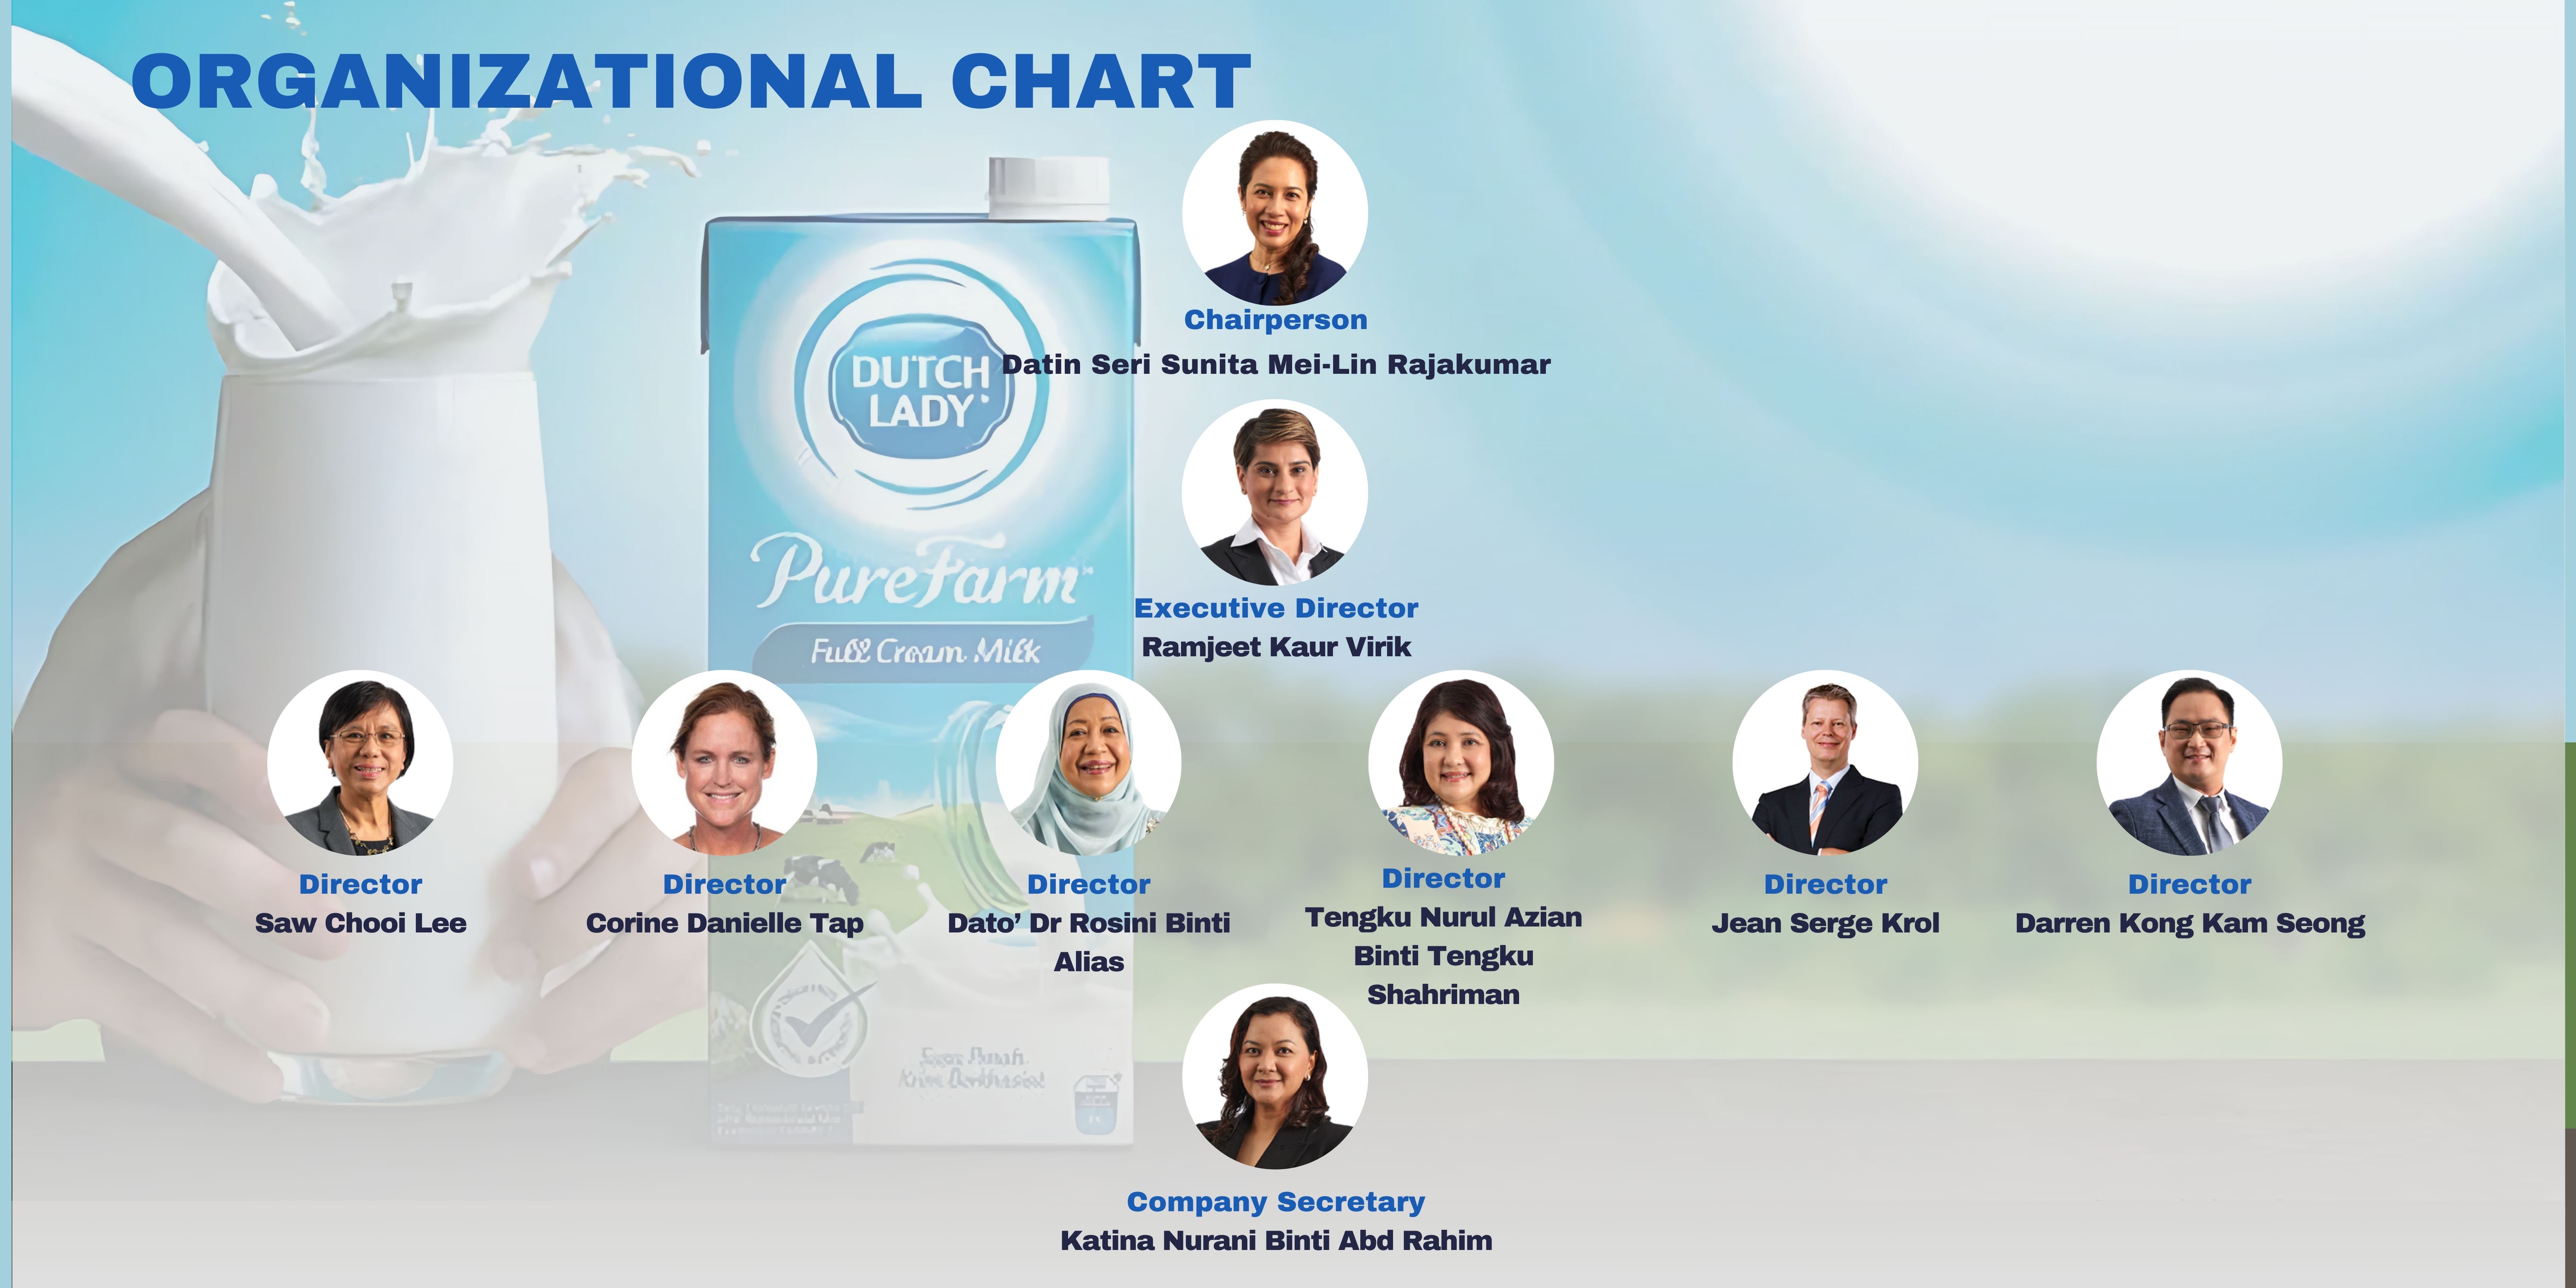 ORGANIZATIONAL CHART
DUTCH
LADY
Chairperson
Datin Seri Sunita Mei-Lin Rajakumar
PureFarm
Full Cream Milk
Executive Director
Ramjeet Kaur Virik
Director
Saw Chooi Lee
Director
Corine Danielle Tap
Director
Dato’ Dr Rosini Binti
Alias
Director
Tengku Nurul Azian
Binti Tengku
Shahriman
Director
Jean Serge Krol
Director
Darren Kong Kam Seong
Company Secretary
Katina Nurani Binti Abd Rahim